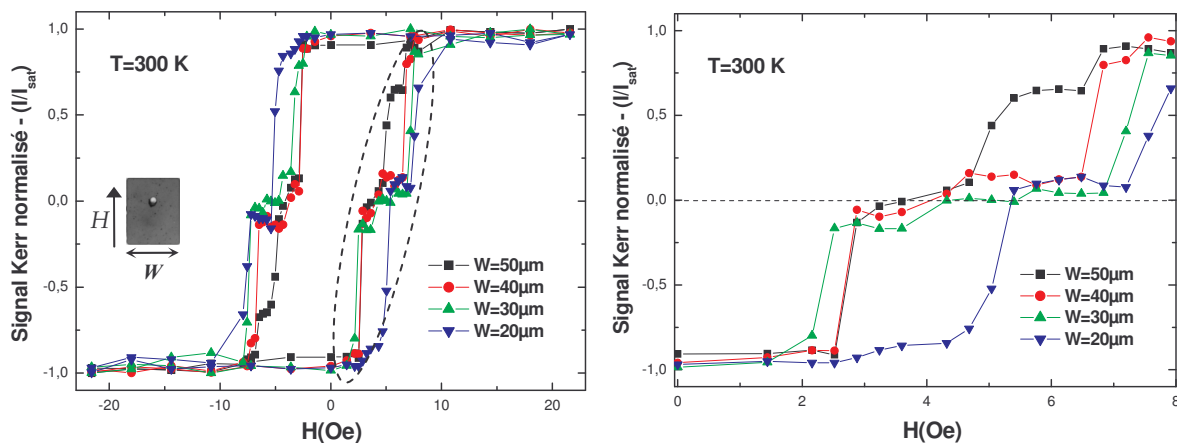 T=300 K
Signal Kerr normalisé - (I/I_sat)
1,0
0,5
0,0
-0,5
-1,0
H
W
W=50µm
W=40µm
W=30µm
W=20µm
-20 -10 0 10 20
H(Oe)
T=300 K
Signal Kerr normalisé - (I/I_sat)
1,0
0,5
0,0
-0,5
-1,0
W=50µm
W=40µm
W=30µm
W=20µm
0 2 4 6 8
H(Oe)